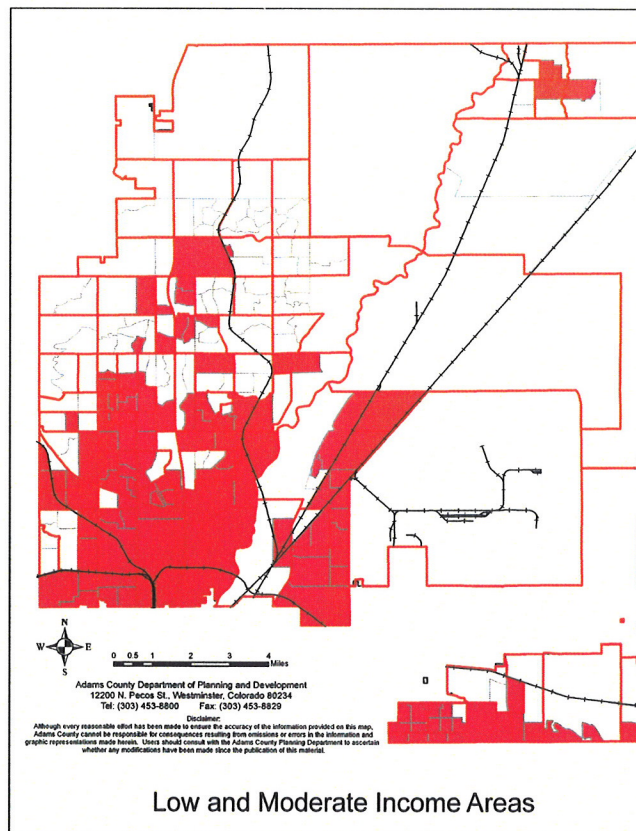 N
W E
S
0 0.5 1 2 3 4
Miles
Adams County Department of Planning and Development
12200 N. Pecos St., Westminster, Colorado 80234
Tel: (303) 453-8800 Fax: (303) 453-8829
Disclaimer:
Although every reasonable effort has been made to ensure the accuracy of the information provided on this map,
Adams County cannot be responsible for consequences resulting from omissions or errors in the information and
graphic representations made herein. Users should consult with the Adams County Planning Department to ascertain
whether any modifications have been made since the publication of this material.
Low and Moderate Income Areas